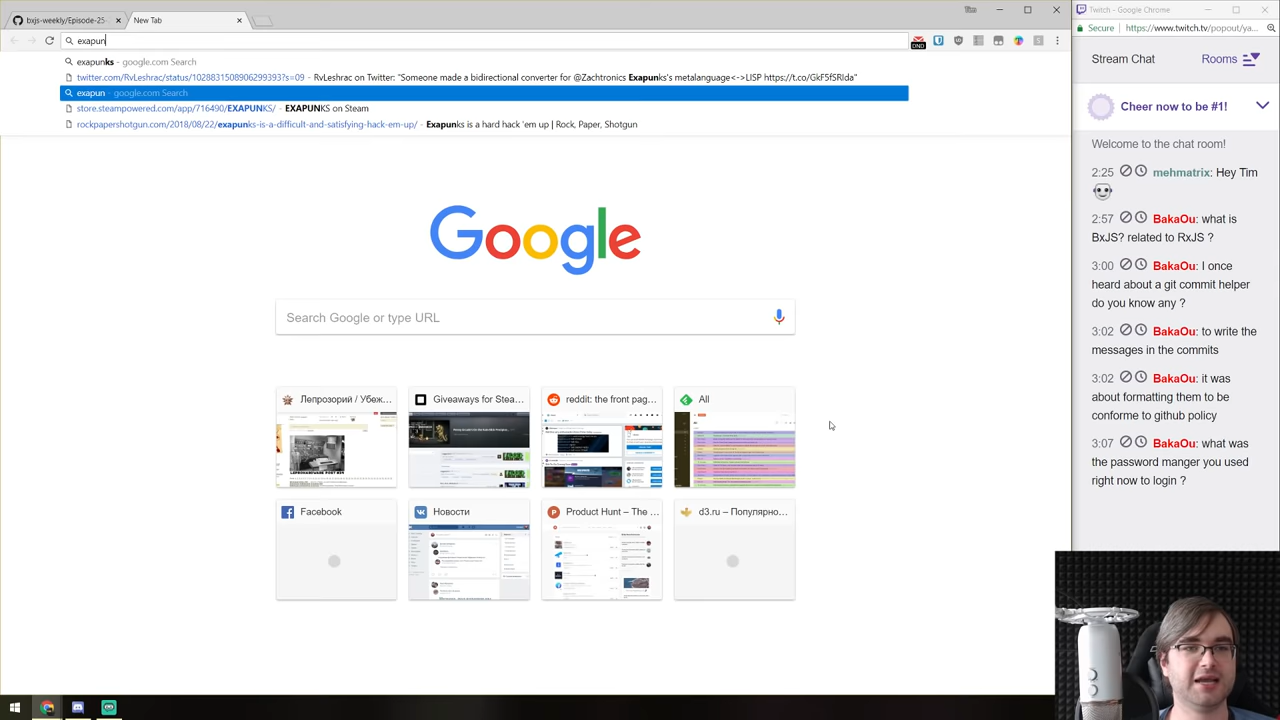 bxjs-weekly/Episode-25-
New Tab
Tim
exapun
DND
exapunks - google.com Search
twitter.com/RvLeshrac/status/1028831508906299393?s=09 - RvLeshrac on Twitter: "Someone made a bidirectional converter for @Zachtronics Exapunks's metalanguage<->LISP https://t.co/GkF5fSRlda"
exapun - google.com Search
store.steampowered.com/app/716490/EXAPUNKS/ - EXAPUNKS on Steam
rockpapershotgun.com/2018/08/22/exapunks-is-a-difficult-and-satisfying-hack-em-up/ - Exapunks is a hard hack 'em up | Rock, Paper, Shotgun
Google
Search Google or type URL
Лепрозорий / Убеж...
Giveaways for Stea...
reddit: the front pag...
All
Facebook
Новости
Product Hunt – The ...
d3.ru – Популярно...
Twitch - Google Chrome
Secure
https://www.twitch.tv/popout/ya...
Stream Chat
Rooms
Cheer now to be #1!
Welcome to the chat room!
2:25 mehmatrix: Hey Tim
2:57 BakaOu: what is
BxJS? related to RxJS ?
3:00 BakaOu: I once
heard about a git commit helper
do you know any ?
3:02 BakaOu: to write the
messages in the commits
3:02 BakaOu: it was
about formatting them to be
conforme to github policy
3:07 BakaOu: what was
the password manger you used
right now to login ?